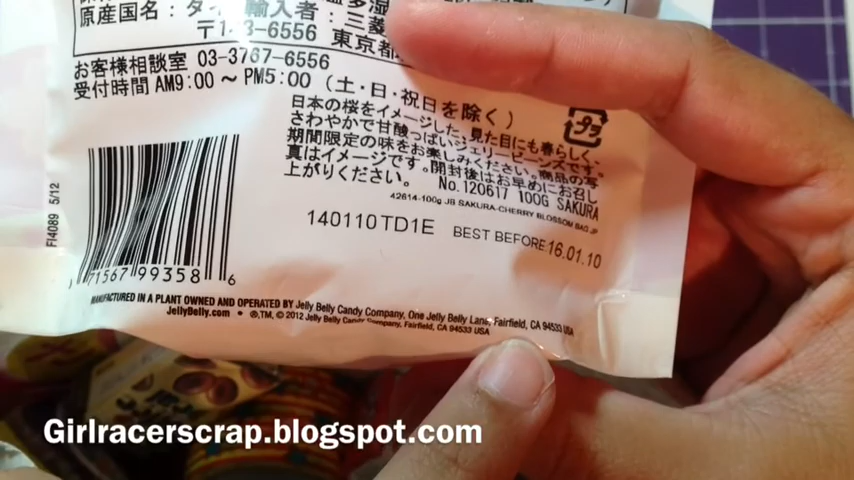 原産国名：タイ 輸入者：三菱
-6556 東京都
お客様相談室 03-3767-6556
受付時間 AM9:00 ～ PM5:00 （土・日・祝日を除く）
日本の桜をイメージした、見た目にも春らしく、
さわやかで甘酸っぱいジェリービーンズです。
期間限定の味をお楽しみください。商品の写
真はイメージです。開封後はお早めにお召し
上がりください。 No.120617 100G SAKURA
42614-100g JB SAKURA-CHERRY BLOSSOM BAG JP
プラ
FI4089 5/12
140110TD1E BEST BEFORE 16.01.10
71567 99358 6
MANUFACTURED IN A PLANT OWNED AND OPERATED BY Jelly Belly Candy Company, One Jelly Belly Lane, Fairfield, CA 94533 USA
JellyBelly.com • ®,TM, © 2012 Jelly Belly Candy Company, Fairfield, CA 94533 USA
Girlracerscrap.blogspot.com